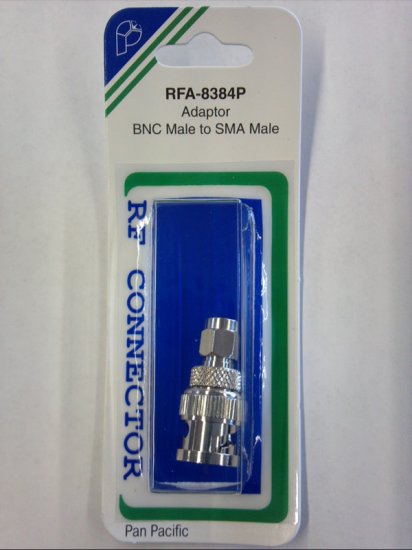 RFA-8384P
Adaptor
BNC Male to SMA Male
RF CONNECTOR
Pan Pacific